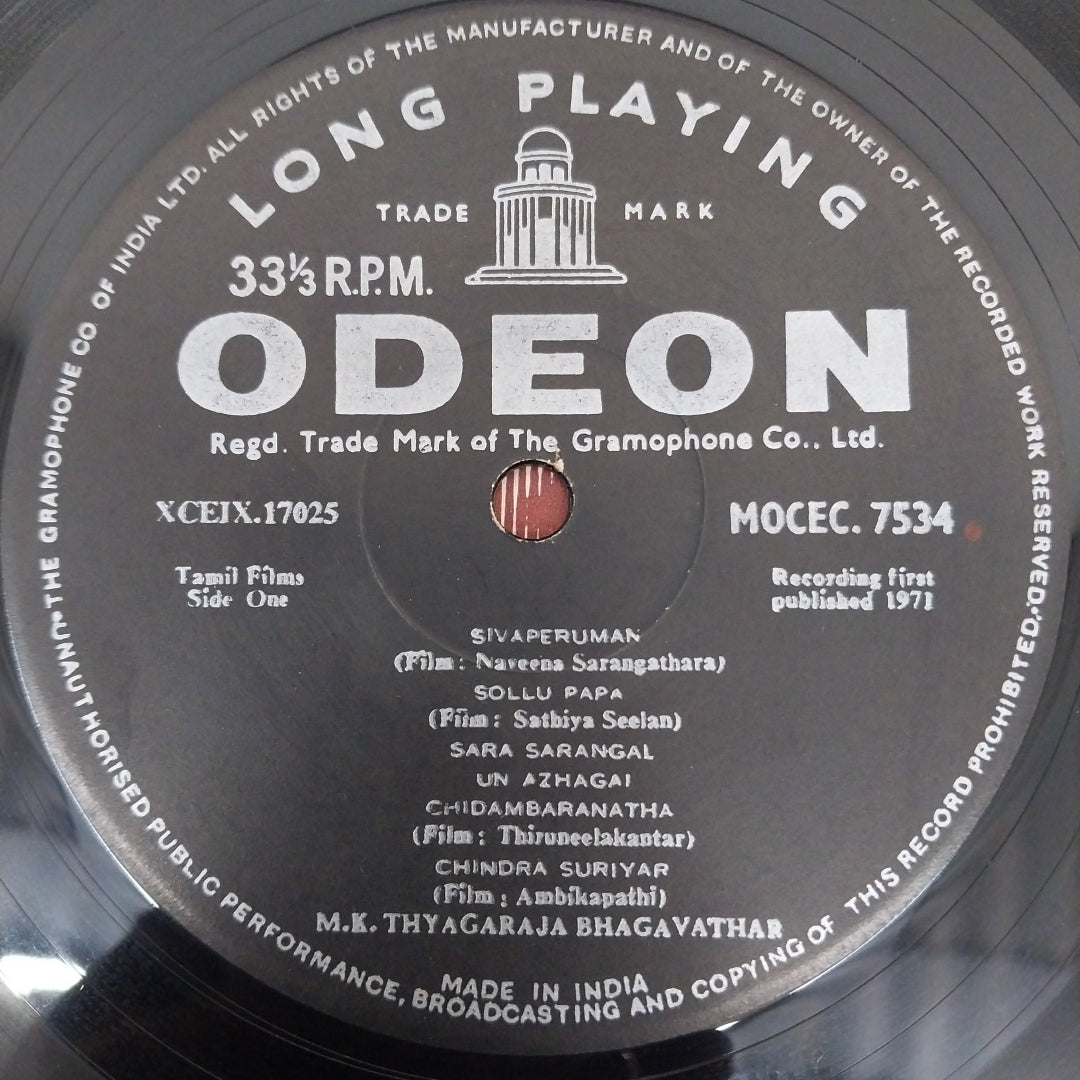 THE GRAMOPHONE CO. OF INDIA LTD. ALL RIGHTS OF THE MANUFACTURER AND OF THE OWNER OF THE RECORDED WORK RESERVED. UNAUTHORISED PUBLIC PERFORMANCE, BROADCASTING AND COPYING OF THIS RECORD PROHIBITED.
LONG PLAYING
TRADE MARK
33⅓ R.P.M.
ODEON
Regd. Trade Mark of The Gramophone Co., Ltd.
XCEJX.17025
MOCEC. 7534
Tamil Films
Side One
Recording first
published 1971
SIVAPERUMAN
(Film : Naveena Sarangathara)
SOLLU PAPA
(Film : Sathiya Seelan)
SARA SARANGAL
UN AZHAGAI
CHIDAMBARANATHA
(Film : Thiruneelakantar)
CHINDRA SURIYAR
(Film : Ambikapathi)
M.K. THYAGARAJA BHAGAVATHAR
MADE IN INDIA